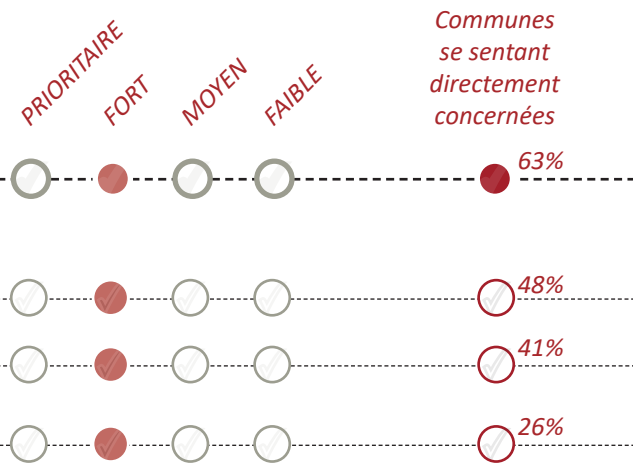 PRIORITAIRE
FORT
MOYEN
FAIBLE
Communes
se sentant
directement
concernées
63%
48%
41%
26%